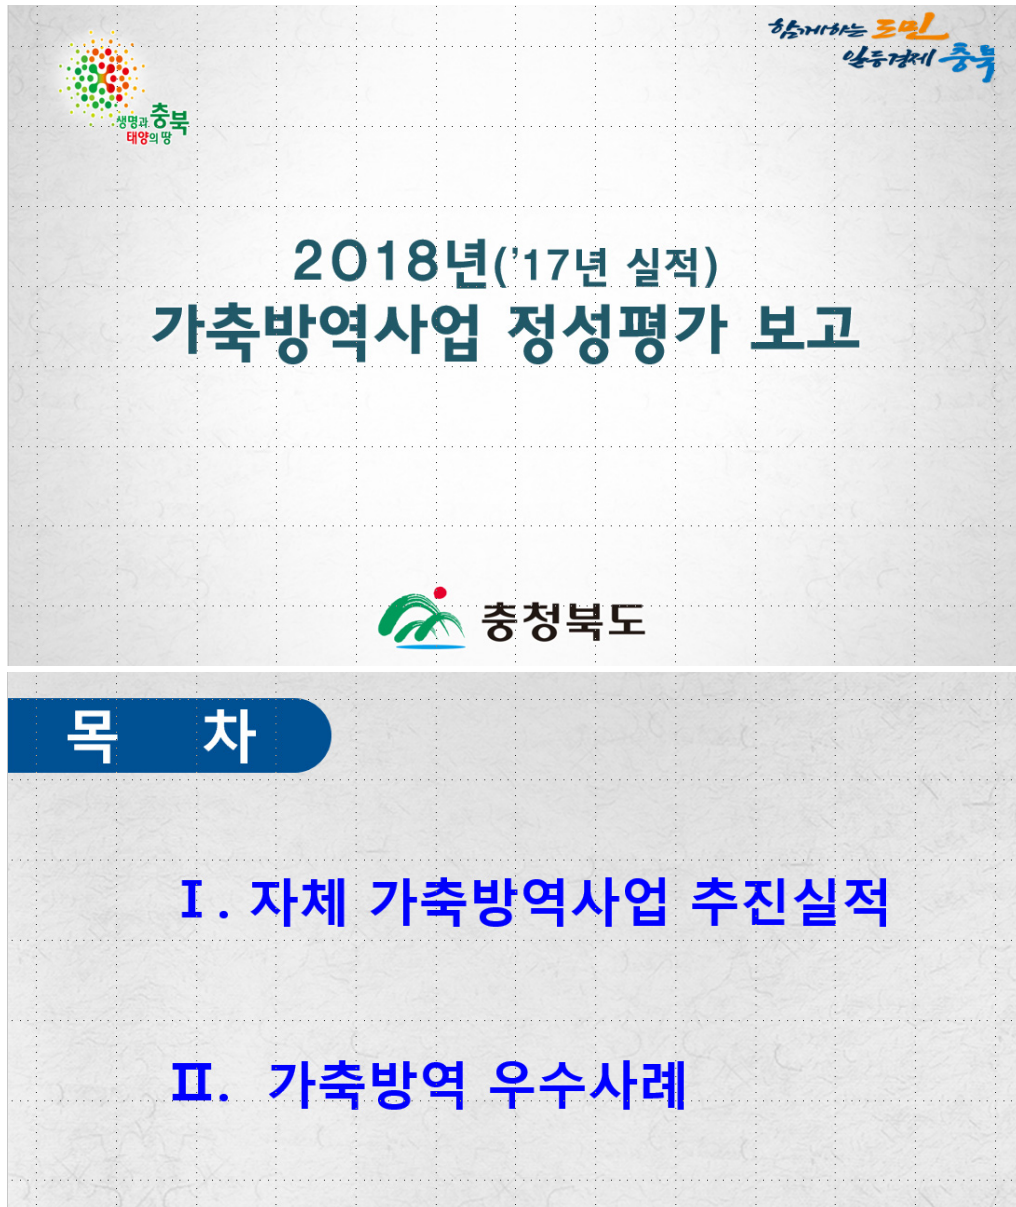 함께하는 도민
일등경제 충북
생명과 충북
태양의 땅
2018년('17년 실적)
가축방역사업 정성평가 보고
충청북도
목 차
Ⅰ. 자체 가축방역사업 추진실적
Ⅱ. 가축방역 우수사례